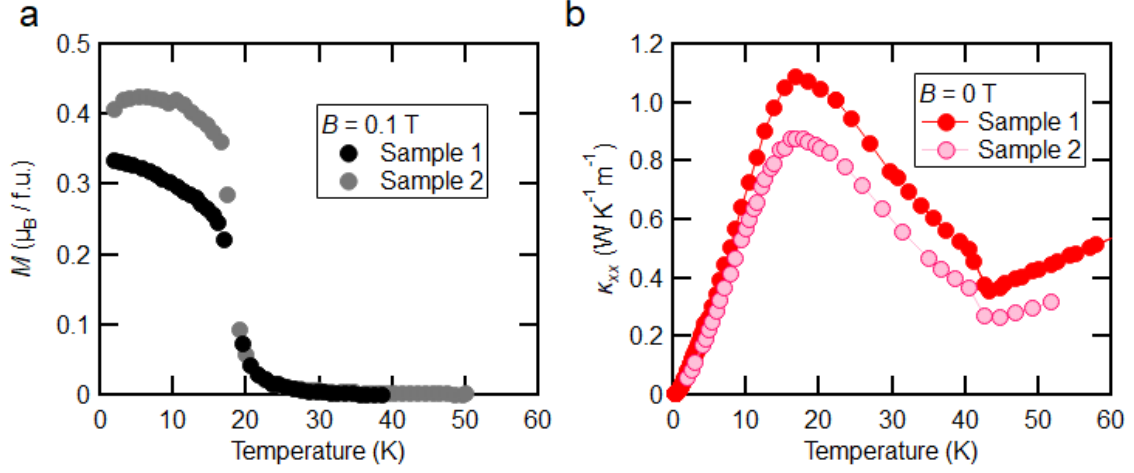 a
0.5
0.4
0.3
0.2
0.1
0
M (μB / f.u.)
B = 0.1 T
Sample 1
Sample 2
0 10 20 30 40 50 60
Temperature (K)
b
1.2
1.0
0.8
0.6
0.4
0.2
0
κxx (W K-1 m-1)
B = 0 T
Sample 1
Sample 2
0 10 20 30 40 50 60
Temperature (K)